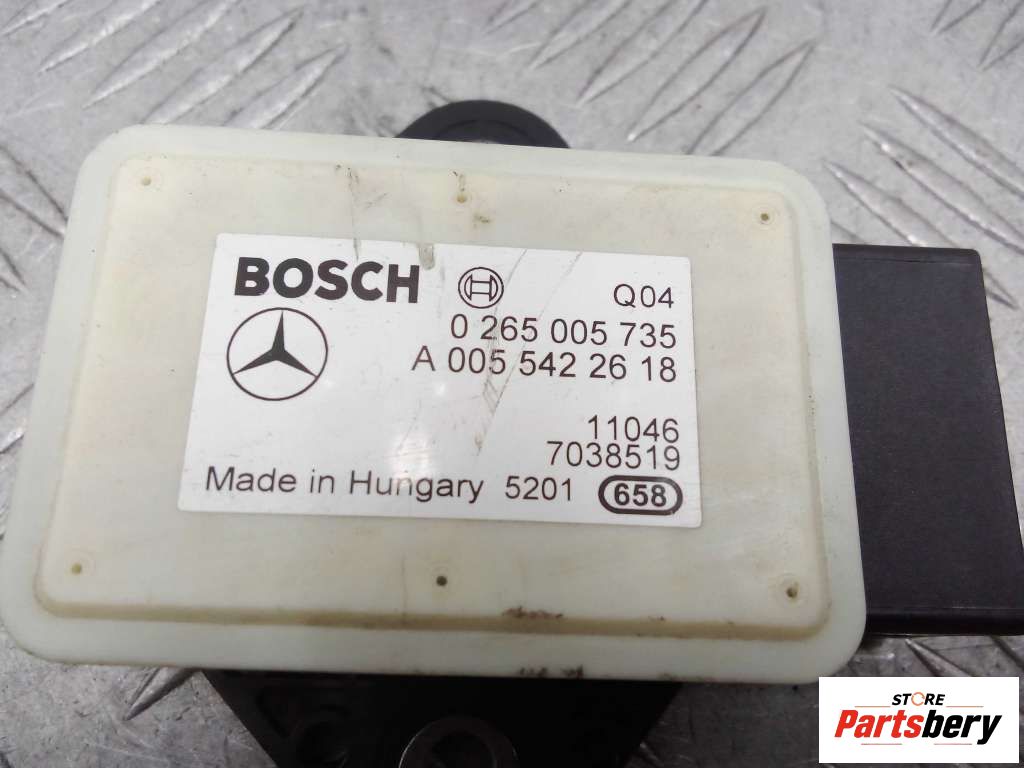 BOSCH
Q04
0 265 005 735
A 005 542 26 18
11046
7038519
Made in Hungary 5201 658
STORE
Partsbery